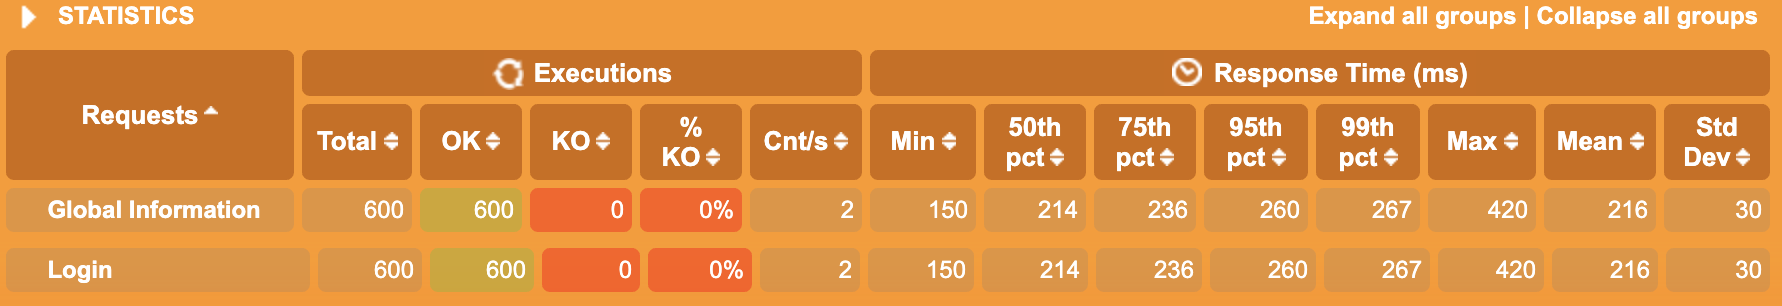 STATISTICS Expand all groups | Collapse all groups
Requests Executions Response Time (ms)
Total OK KO % KO Cnt/s Min 50th pct 75th pct 95th pct 99th pct Max Mean Std Dev
Global Information 600 600 0 0% 2 150 214 236 260 267 420 216 30
Login 600 600 0 0% 2 150 214 236 260 267 420 216 30